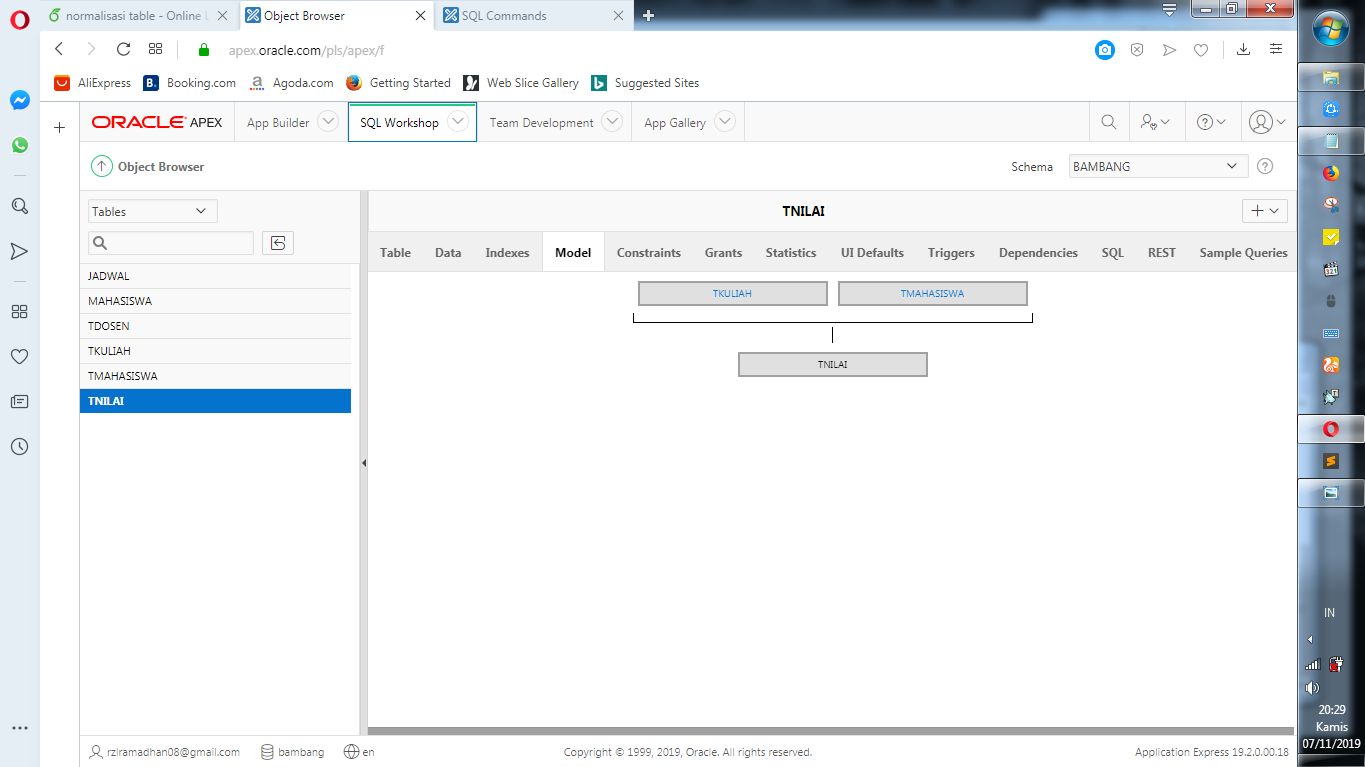 normalisasi table - Online L
Object Browser
SQL Commands
apex.oracle.com/pls/apex/f
AliExpress
Booking.com
Agoda.com
Getting Started
Web Slice Gallery
Suggested Sites
ORACLE APEX
App Builder
SQL Workshop
Team Development
App Gallery
Object Browser
Schema
BAMBANG
Tables
TNILAI
Table
Data
Indexes
Model
Constraints
Grants
Statistics
UI Defaults
Triggers
Dependencies
SQL
REST
Sample Queries
JADWAL
MAHASISWA
TDOSEN
TKULIAH
TMAHASISWA
TNILAI
TKULIAH
TMAHASISWA
TNILAI
rzlramadhan08@gmail.com
bambang
en
Copyright © 1999, 2019, Oracle. All rights reserved.
Application Express 19.2.0.00.18
IN
20:29
Kamis
07/11/2019